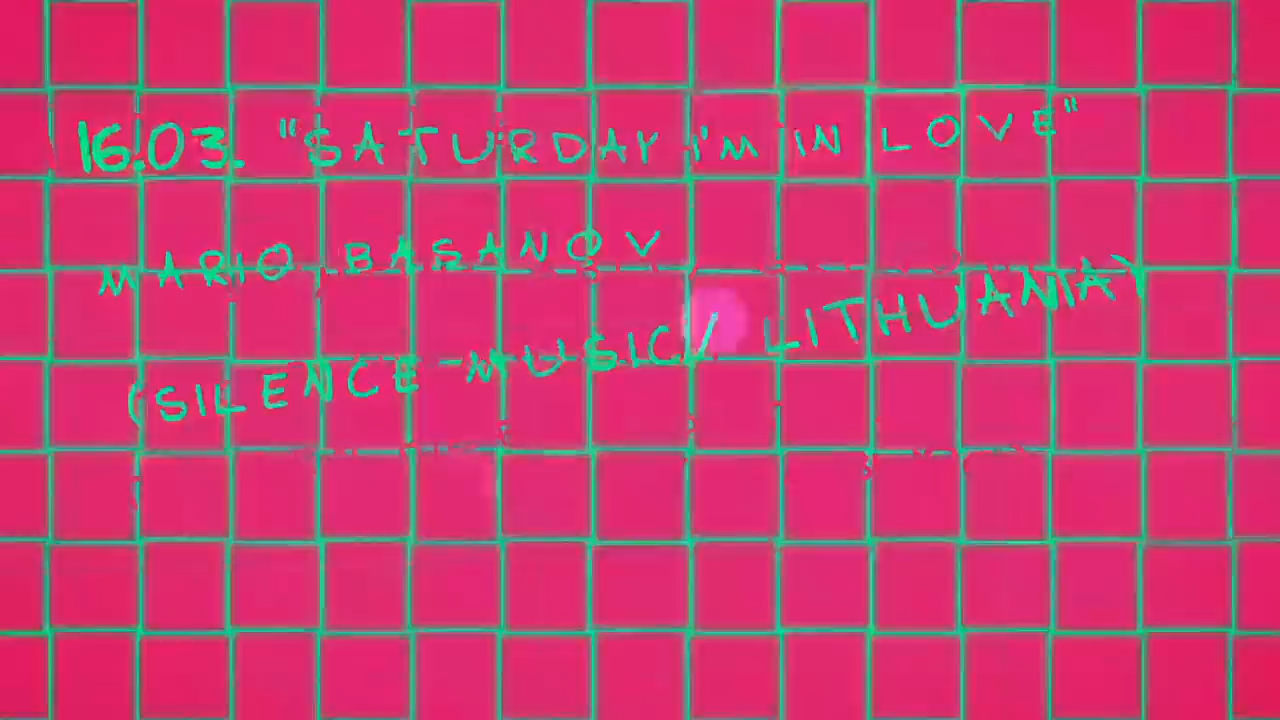 16.03. "SATURDAY I'M IN LOVE"
MARIO BASANOV
(SILENCE MUSIC/ LITHUANIA)